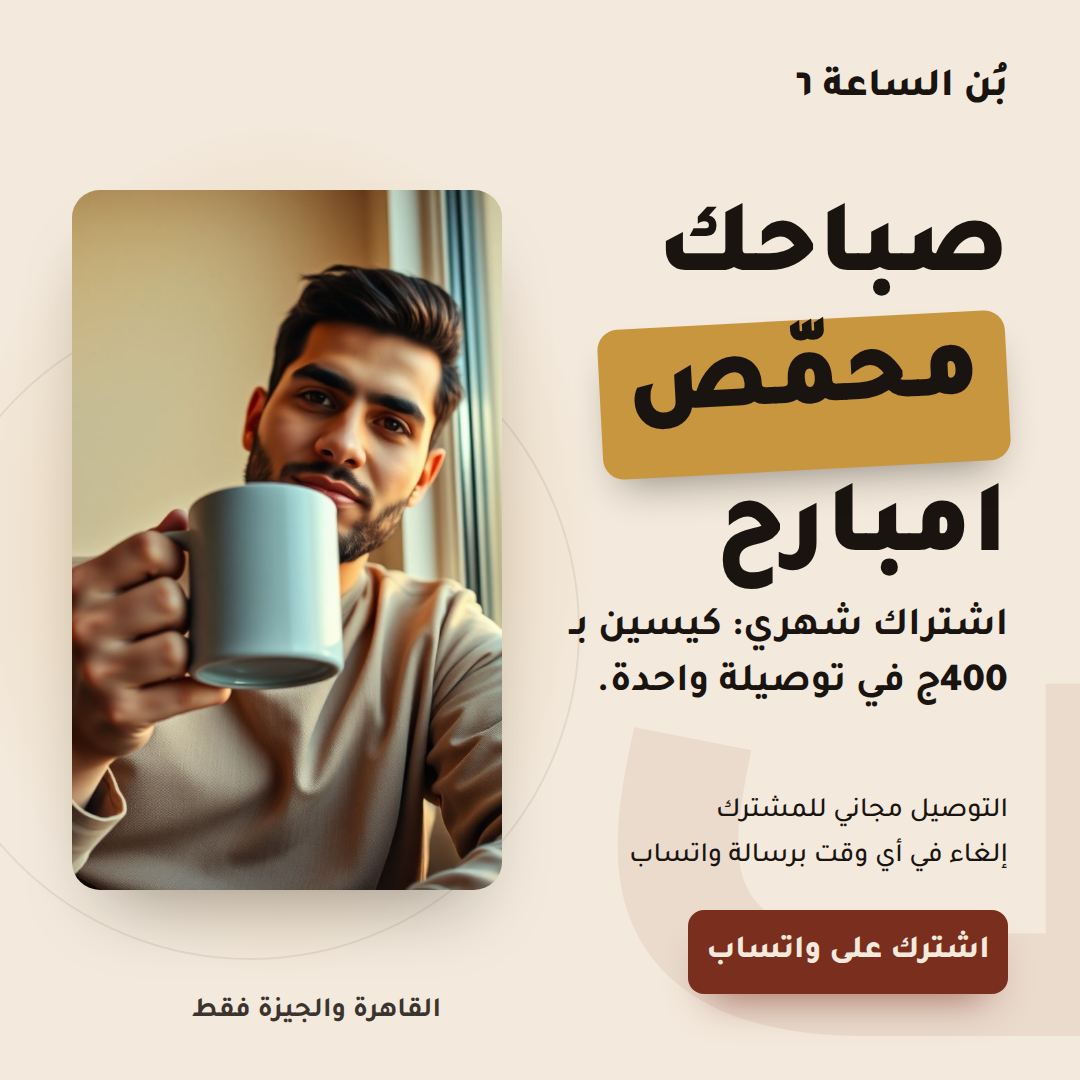 بُن الساعة ٦
صباحك
محمّص
امبارح
اشتراك شهري: كيسين بـ
400ج في توصيلة واحدة.
التوصيل مجاني للمشترك
إلغاء في أي وقت برسالة واتساب
اشترك على واتساب
القاهرة والجيزة فقط